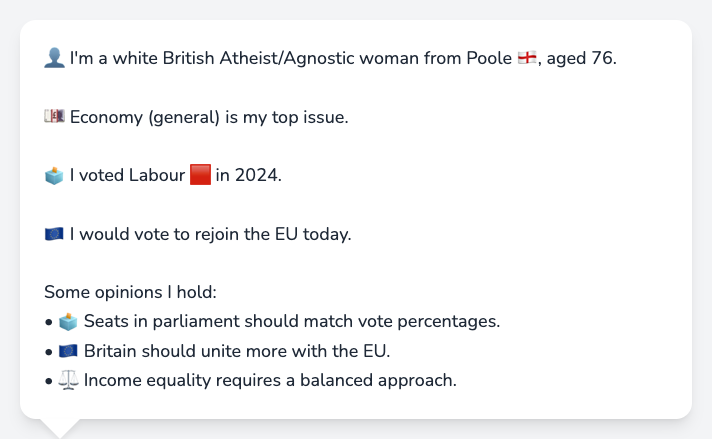 👤 I'm a white British Atheist/Agnostic woman from Poole 🏴󠁧󠁢󠁥󠁮󠁧󠁿, aged 76.
💷 Economy (general) is my top issue.
🗳️ I voted Labour 🟥 in 2024.
🇪🇺 I would vote to rejoin the EU today.
Some opinions I hold:
• 🗳️ Seats in parliament should match vote percentages.
• 🇪🇺 Britain should unite more with the EU.
• ⚖️ Income equality requires a balanced approach.